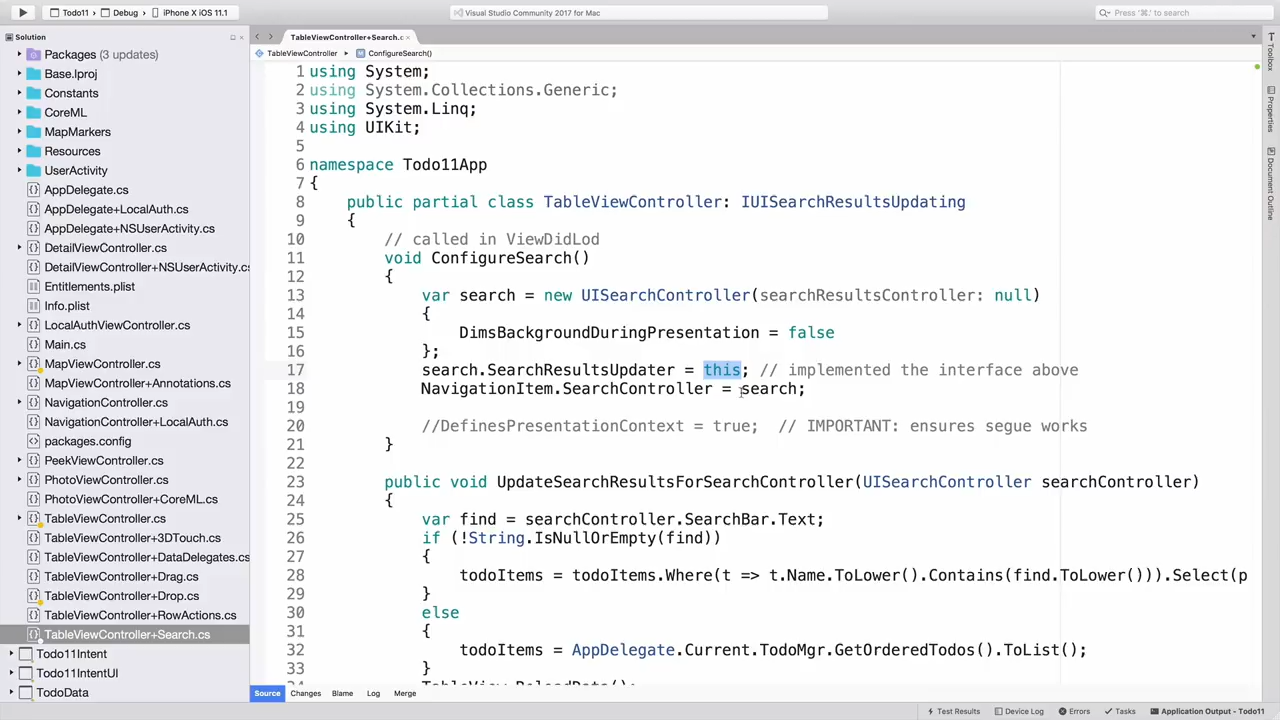 Todo11 > Debug > iPhone X iOS 11.1
Visual Studio Community 2017 for Mac
Press '⌘.' to search
Solution
Packages (3 updates)
Base.lproj
Constants
CoreML
MapMarkers
Resources
UserActivity
AppDelegate.cs
AppDelegate+LocalAuth.cs
AppDelegate+NSUserActivity.cs
DetailViewController.cs
DetailViewController+NSUserActivity.cs
Entitlements.plist
Info.plist
LocalAuthViewController.cs
Main.cs
MapViewController.cs
MapViewController+Annotations.cs
NavigationController.cs
NavigationController+LocalAuth.cs
packages.config
PeekViewController.cs
PhotoViewController.cs
PhotoViewController+CoreML.cs
TableViewController.cs
TableViewController+3DTouch.cs
TableViewController+DataDelegates.cs
TableViewController+Drag.cs
TableViewController+Drop.cs
TableViewController+RowActions.cs
TableViewController+Search.cs
Todo11Intent
Todo11IntentUI
TodoData
TableViewController+Search.c
TableViewController
ConfigureSearch()
1 using System;
2 using System.Collections.Generic;
3 using System.Linq;
4 using UIKit;
5
6 namespace Todo11App
7 {
8 public partial class TableViewController: IUISearchResultsUpdating
9 {
10 // called in ViewDidLod
11 void ConfigureSearch()
12 {
13 var search = new UISearchController(searchResultsController: null)
14 {
15 DimsBackgroundDuringPresentation = false
16 };
17 search.SearchResultsUpdater = this; // implemented the interface above
18 NavigationItem.SearchController = search;
19
20 //DefinesPresentationContext = true; // IMPORTANT: ensures segue works
21 }
22
23 public void UpdateSearchResultsForSearchController(UISearchController searchController)
24 {
25 var find = searchController.SearchBar.Text;
26 if (!String.IsNullOrEmpty(find))
27 {
28 todoItems = todoItems.Where(t => t.Name.ToLower().Contains(find.ToLower())).Select(p
29 }
30 else
31 {
32 todoItems = AppDelegate.Current.TodoMgr.GetOrderedTodos().ToList();
33 }
34 TableView.ReloadData();
Source
Changes
Blame
Log
Merge
Toolbox
Properties
Document Outline
Test Results
Device Log
Errors
Tasks
Application Output - Todo11